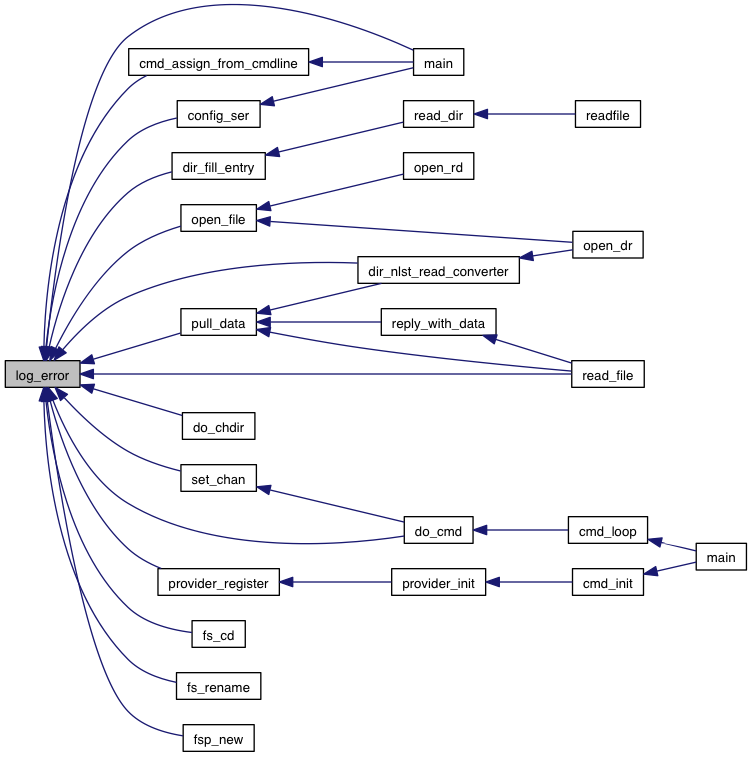 cmd_assign_from_cmdline
main
config_ser
read_dir
readfile
dir_fill_entry
open_rd
open_file
open_dr
dir_nlst_read_converter
pull_data
reply_with_data
log_error
read_file
do_chdir
set_chan
do_cmd
cmd_loop
main
provider_register
provider_init
cmd_init
fs_cd
fs_rename
fsp_new